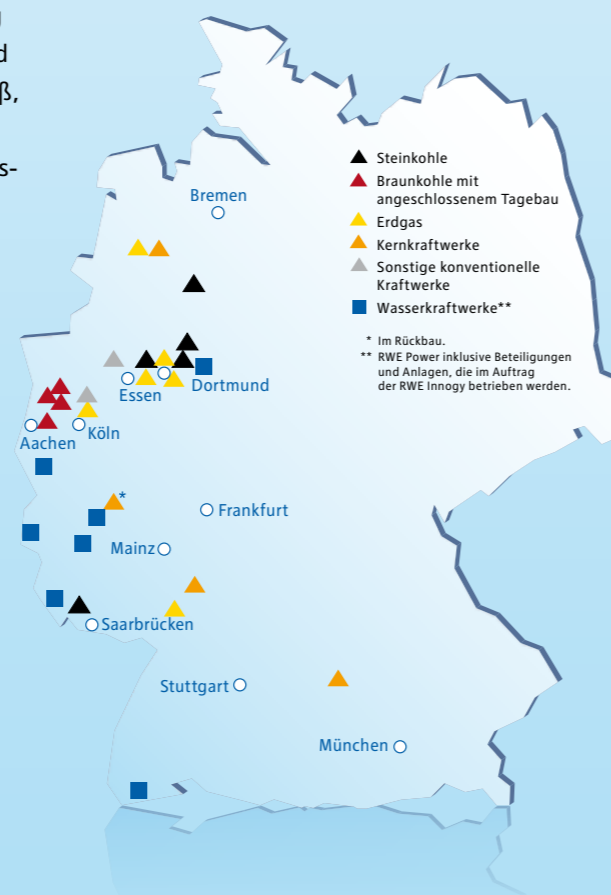 d
ß,
s-
Bremen
Steinkohle
Braunkohle mit
angeschlossenem Tagebau
Erdgas
Kernkraftwerke
Sonstige konventionelle
Kraftwerke
Wasserkraftwerke**
* Im Rückbau.
** RWE Power inklusive Beteiligungen
und Anlagen, die im Auftrag
der RWE Innogy betrieben werden.
Dortmund
Essen
Köln
Aachen
*
Frankfurt
Mainz
Saarbrücken
Stuttgart
München